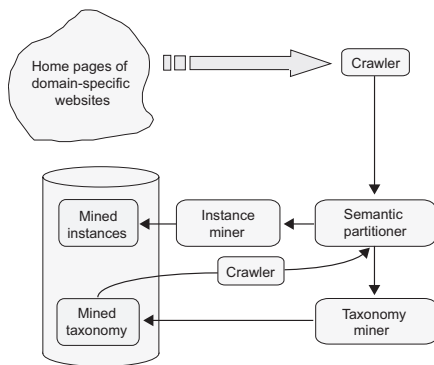 Home pages of
domain-specific
websites
Crawler
Mined
instances
Instance
miner
Semantic
partitioner
Crawler
Mined
taxonomy
Taxonomy
miner